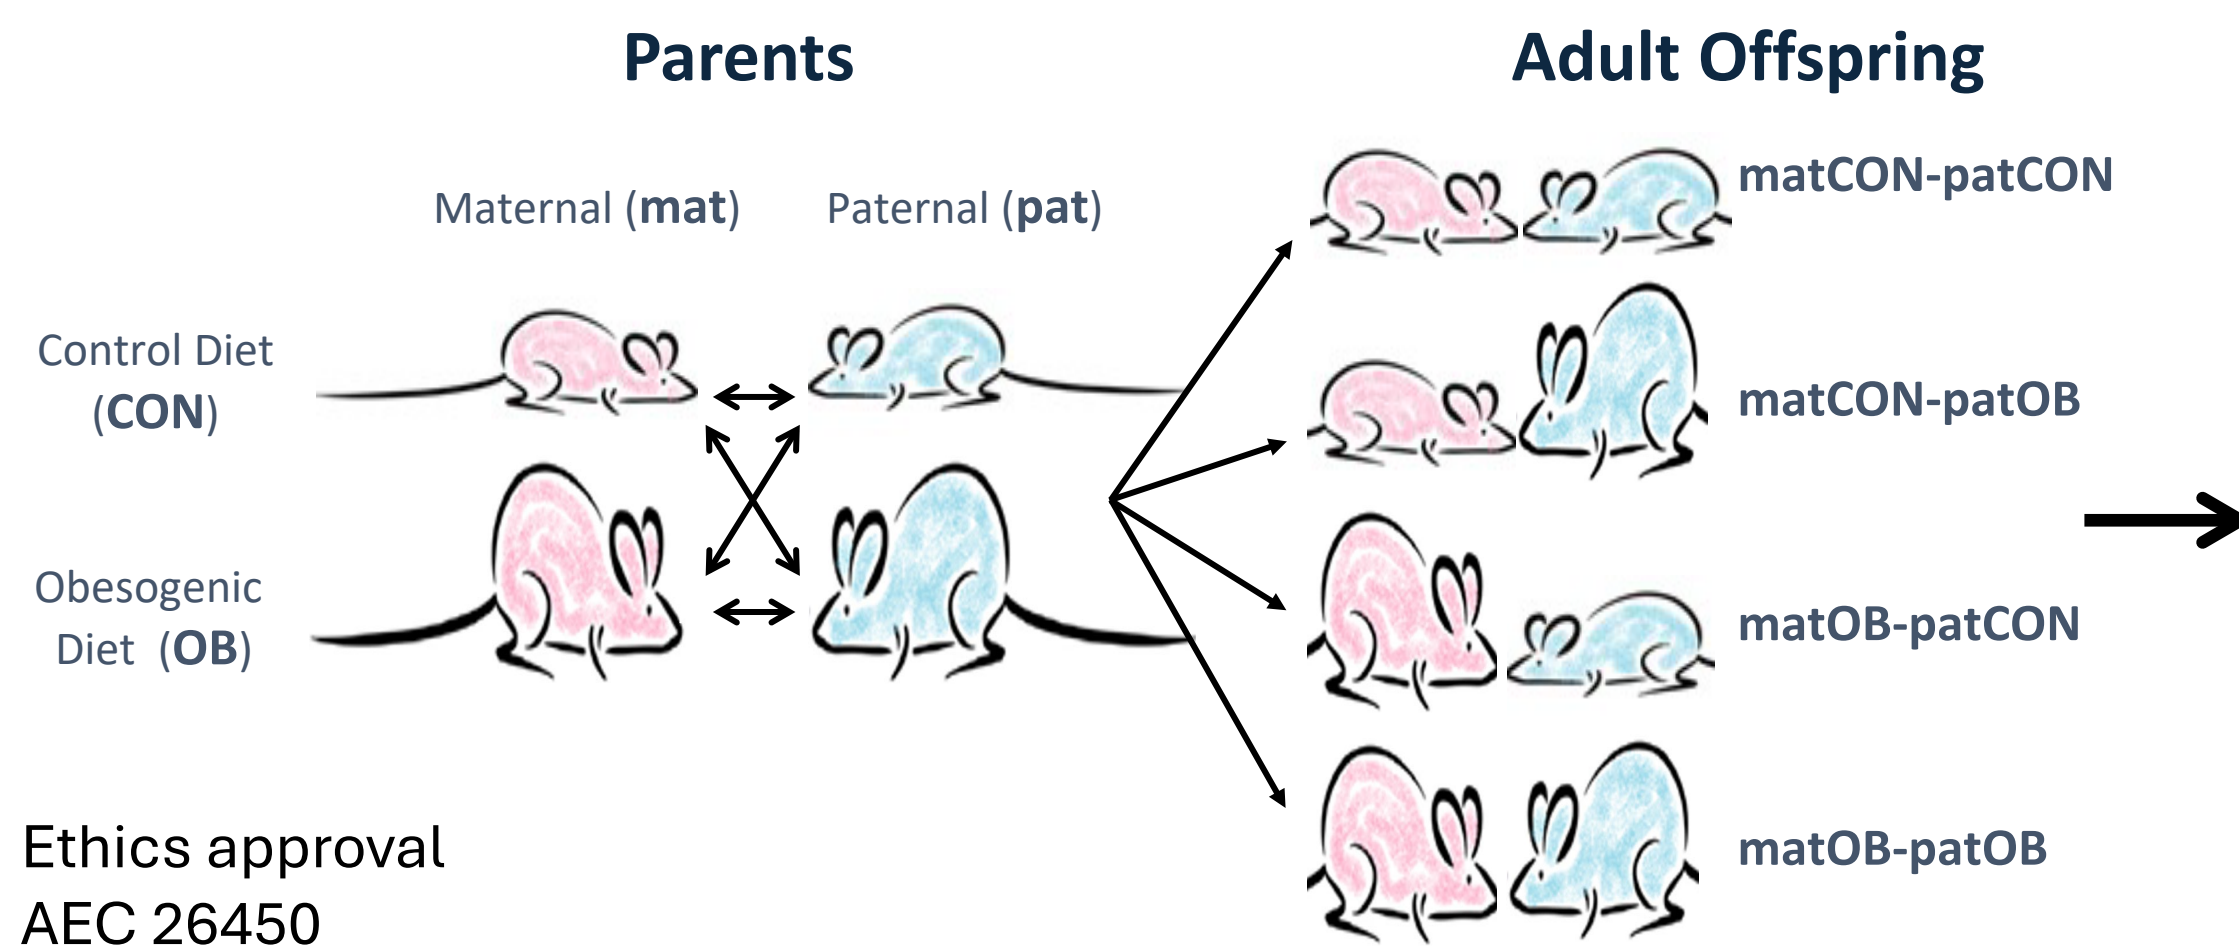 Parents
Adult Offspring
Maternal (mat)
Paternal (pat)
Control Diet
(CON)
Obesogenic
Diet (OB)
matCON-patCON
matCON-patOB
matOB-patCON
matOB-patOB
Ethics approval
AEC 26450